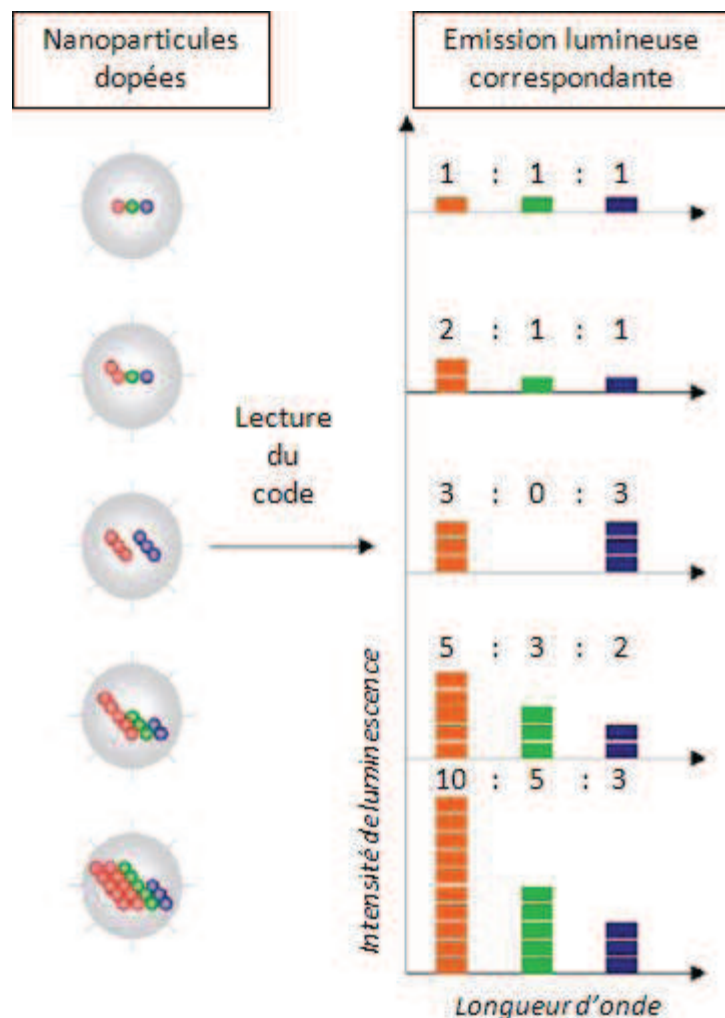 Nanoparticules
dopées
Emission lumineuse
correspondante
1 : 1 : 1
2 : 1 : 1
Lecture
du
code
3 : 0 : 3
5 : 3 : 2
10 : 5 : 3
Intensité de luminescence
Longueur d'onde